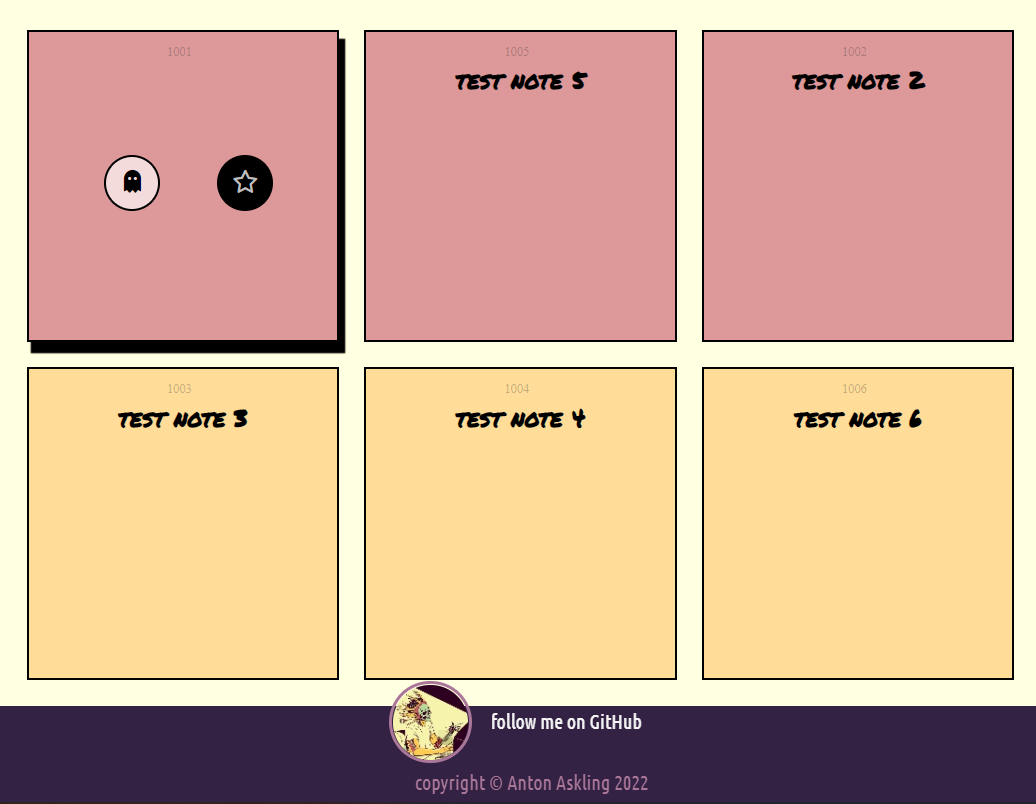 1001
1005
1002
TEST NOTE 5
TEST NOTE 2
1003
1004
1006
TEST NOTE 3
TEST NOTE 4
TEST NOTE 6
follow me on GitHub
copyright © Anton Askling 2022